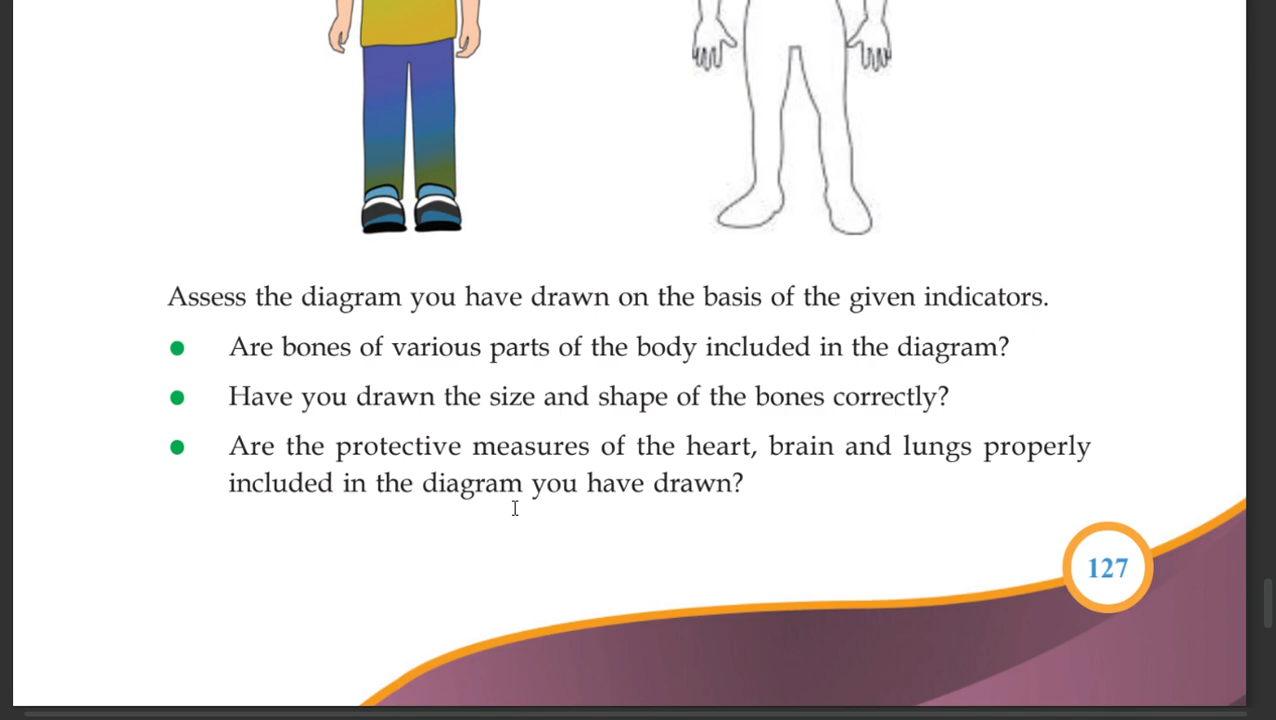 Assess the diagram you have drawn on the basis of the given indicators.
● Are bones of various parts of the body included in the diagram?
● Have you drawn the size and shape of the bones correctly?
● Are the protective measures of the heart, brain and lungs properly
included in the diagram you have drawn?
127